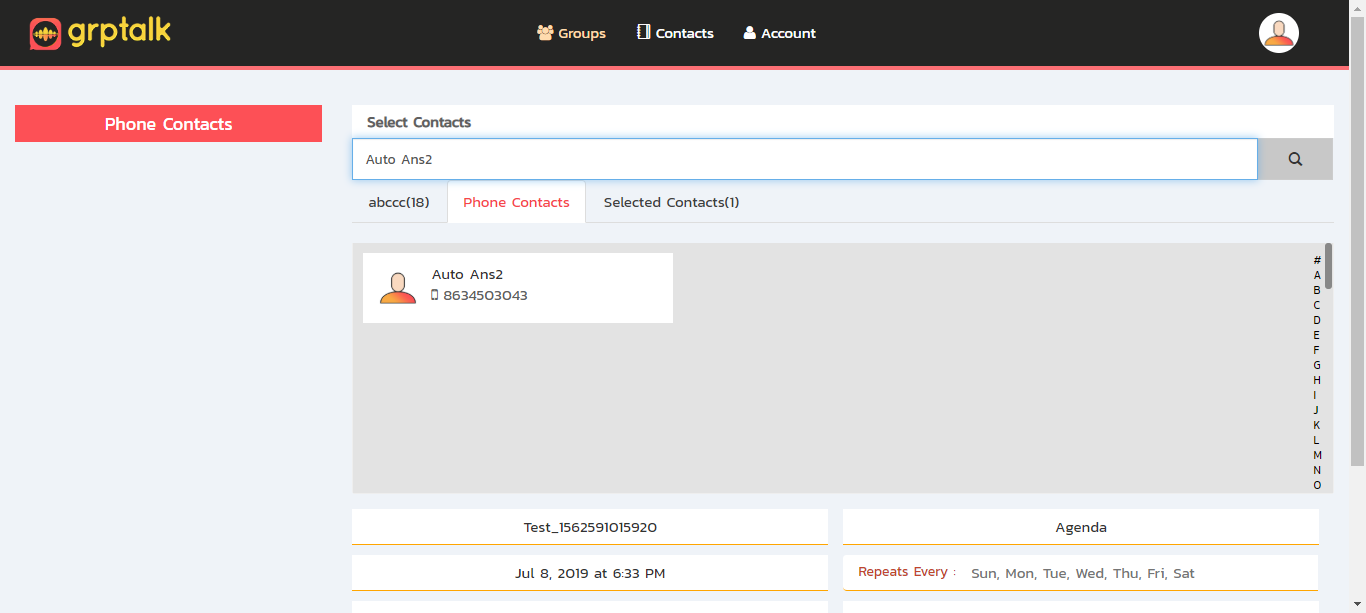 grptalk
Groups Contacts Account
Phone Contacts
Select Contacts
Auto Ans2
abccc(18) Phone Contacts Selected Contacts(1)
Auto Ans2
8634503043
#
A
B
C
D
E
F
G
H
I
J
K
L
M
N
O
Test_1562591015920 Agenda
Jul 8, 2019 at 6:33 PM Repeats Every : Sun, Mon, Tue, Wed, Thu, Fri, Sat